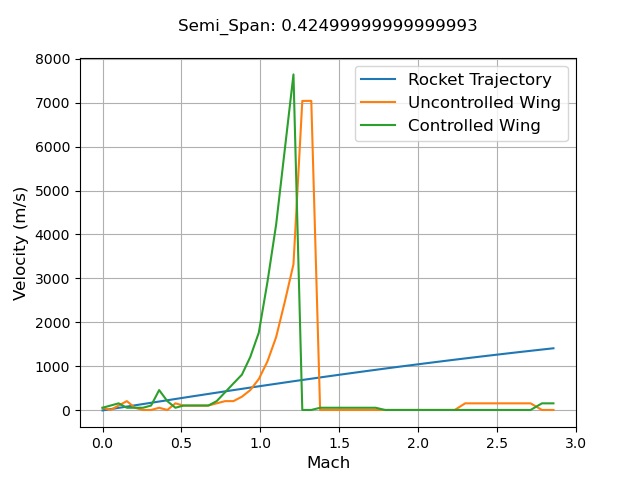 Semi_Span: 0.42499999999999993
Rocket Trajectory
Uncontrolled Wing
Controlled Wing
8000
7000
6000
5000
4000
3000
2000
1000
0
Velocity (m/s)
0.0 0.5 1.0 1.5 2.0 2.5 3.0
Mach